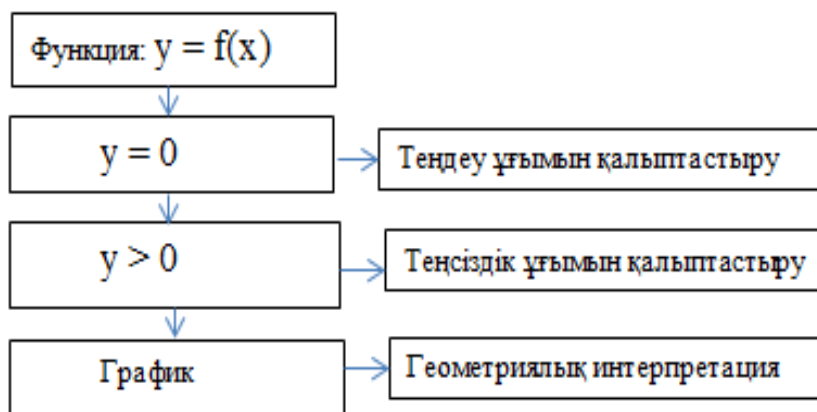 Функция: y = f(x)
y = 0
Теңдеу ұғымын қалыптастыру
y > 0
Теңсіздік ұғымын қалыптастыру
График
Геометриялық интерпретация